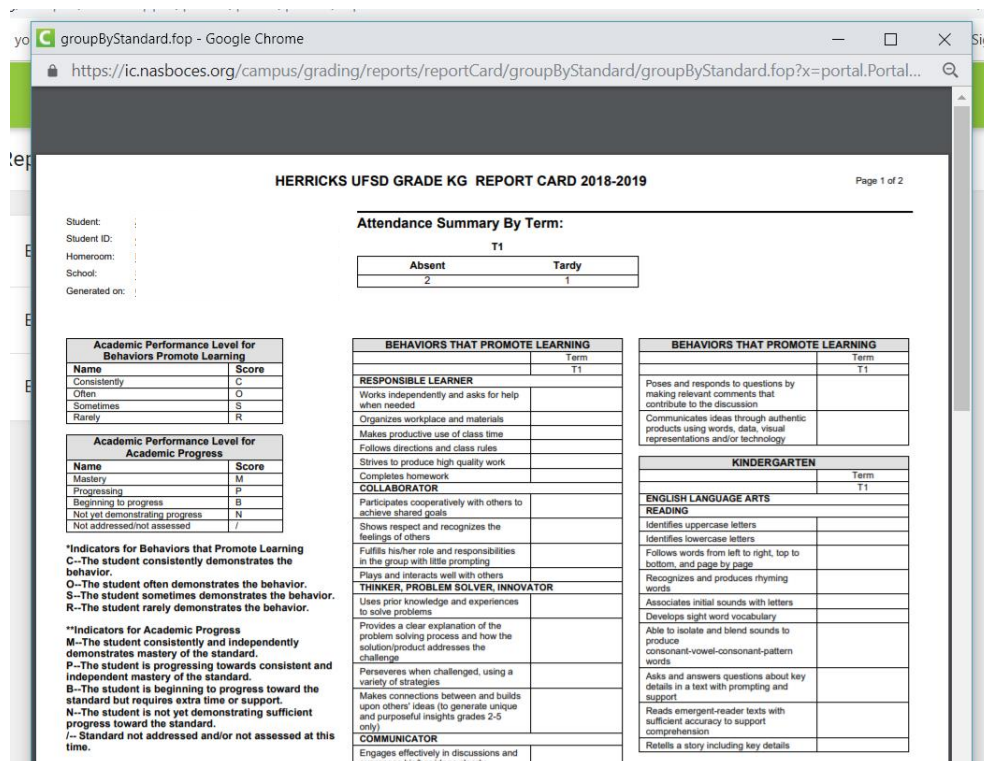 yo
groupByStandard.fop - Google Chrome
https://ic.nasboces.org/campus/grading/reports/reportCard/groupByStandard/groupByStandard.fop?x=portal.Portal...
HERRICKS UFSD GRADE KG REPORT CARD 2018-2019
Page 1 of 2
Student:
Student ID:
Homeroom:
School:
Generated on:
Attendance Summary By Term:
T1
Absent Tardy
2 1
Academic Performance Level for
Behaviors Promote Learning
Name Score
Consistently C
Often O
Sometimes S
Rarely R
Academic Performance Level for
Academic Progress
Name Score
Mastery M
Progressing P
Beginning to progress B
Not yet demonstrating progress N
Not addressed/not assessed /
*Indicators for Behaviors that Promote Learning
C--The student consistently demonstrates the
behavior.
O--The student often demonstrates the behavior.
S--The student sometimes demonstrates the behavior.
R--The student rarely demonstrates the behavior.
**Indicators for Academic Progress
M--The student consistently and independently
demonstrates mastery of the standard.
P--The student is progressing towards consistent and
independent mastery of the standard.
B--The student is beginning to progress toward the
standard but requires extra time or support.
N--The student is not yet demonstrating sufficient
progress toward the standard.
/-- Standard not addressed and/or not assessed at this
time.
BEHAVIORS THAT PROMOTE LEARNING
Term
T1
RESPONSIBLE LEARNER
Works independently and asks for help
when needed
Organizes workplace and materials
Makes productive use of class time
Follows directions and class rules
Strives to produce high quality work
Completes homework
COLLABORATOR
Participates cooperatively with others to
achieve shared goals
Shows respect and recognizes the
feelings of others
Fulfills his/her role and responsibilities
in the group with little prompting
Plays and interacts well with others
THINKER, PROBLEM SOLVER, INNOVATOR
Uses prior knowledge and experiences
to solve problems
Provides a clear explanation of the
problem solving process and how the
solution/product addresses the
challenge
Perseveres when challenged, using a
variety of strategies
Makes connections between and builds
upon others' ideas (to generate unique
and purposeful insights grades 2-5
only)
COMMUNICATOR
Engages effectively in discussions and
BEHAVIORS THAT PROMOTE LEARNING
Term
T1
Poses and responds to questions by
making relevant comments that
contribute to the discussion
Communicates ideas through authentic
products using words, data, visual
representations and/or technology
KINDERGARTEN
Term
T1
ENGLISH LANGUAGE ARTS
READING
Identifies uppercase letters
Identifies lowercase letters
Follows words from left to right, top to
bottom, and page by page
Recognizes and produces rhyming
words
Associates initial sounds with letters
Develops sight word vocabulary
Able to isolate and blend sounds to
produce
consonant-vowel-consonant-pattern
words
Asks and answers questions about key
details in a text with prompting and
support
Reads emergent-reader texts with
sufficient accuracy to support
comprehension
Retells a story including key details